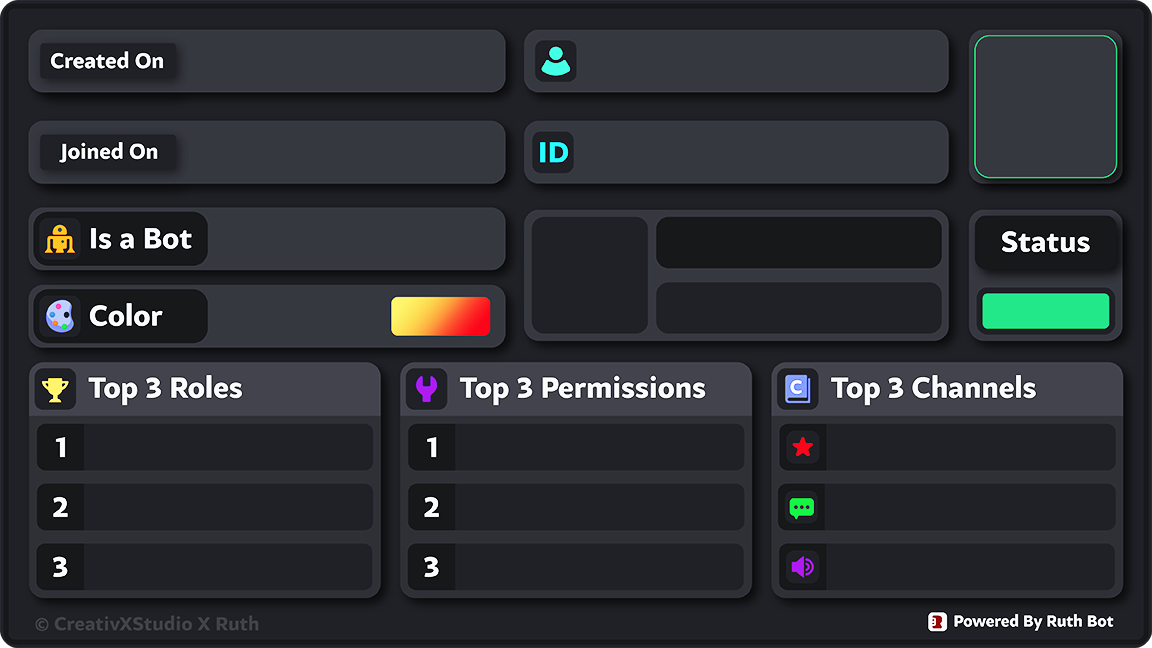 Created On
Joined On
ID
Is a Bot
Status
Color
Top 3 Roles
Top 3 Permissions
Top 3 Channels
C
1
1
2
2
3
3
© CreativXStudio X Ruth
Powered By Ruth Bot